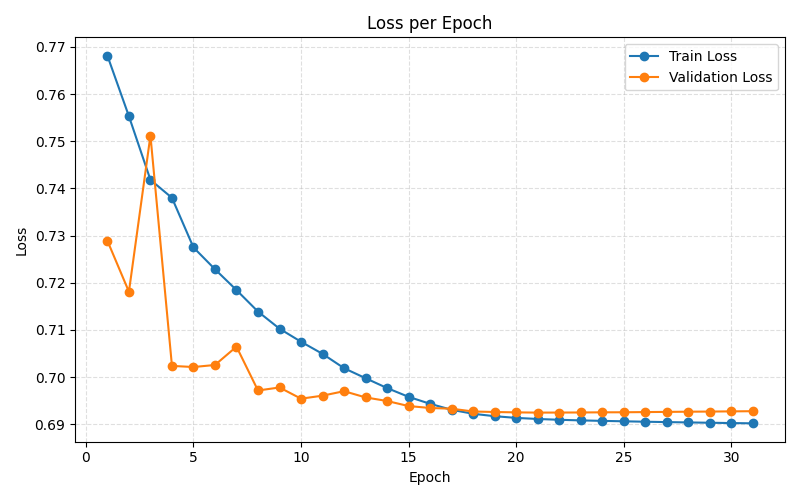 Loss per Epoch
Train Loss
Validation Loss
Loss
0.77
0.76
0.75
0.74
0.73
0.72
0.71
0.70
0.69
0 5 10 15 20 25 30
Epoch